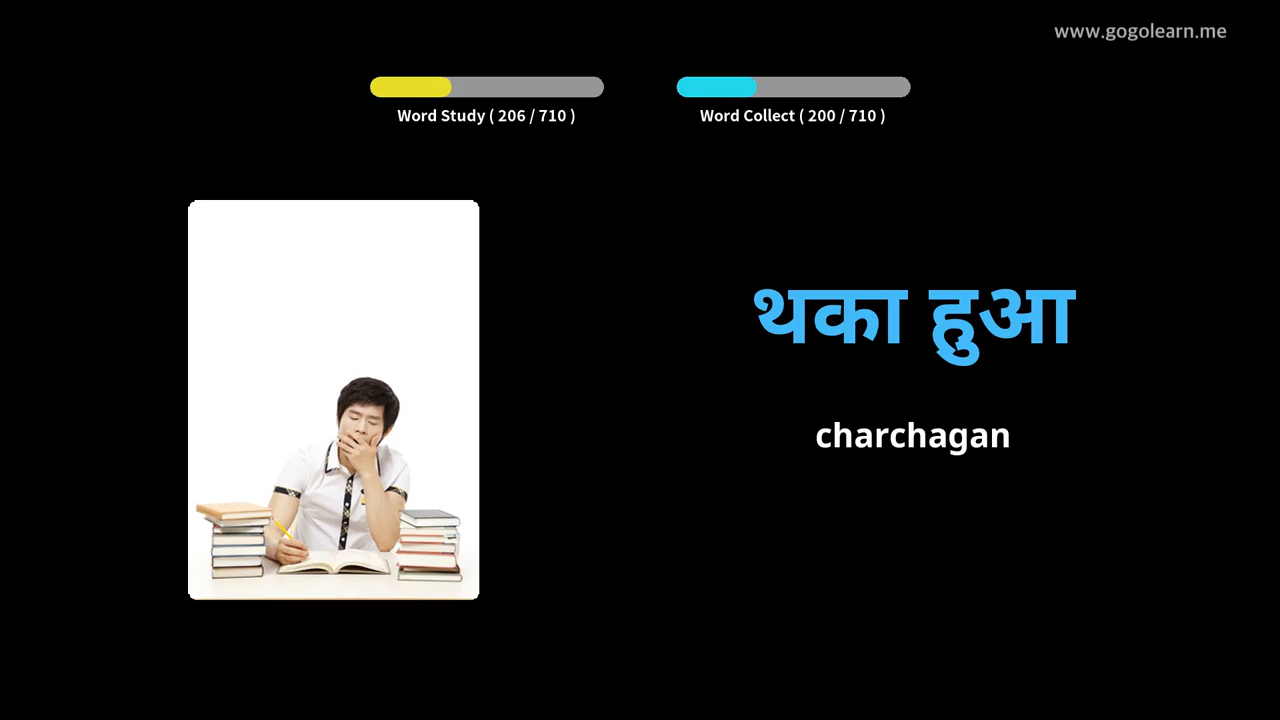 www.gogolearn.me
Word Study ( 206 / 710 )
Word Collect ( 200 / 710 )
थका हुआ
charchagan